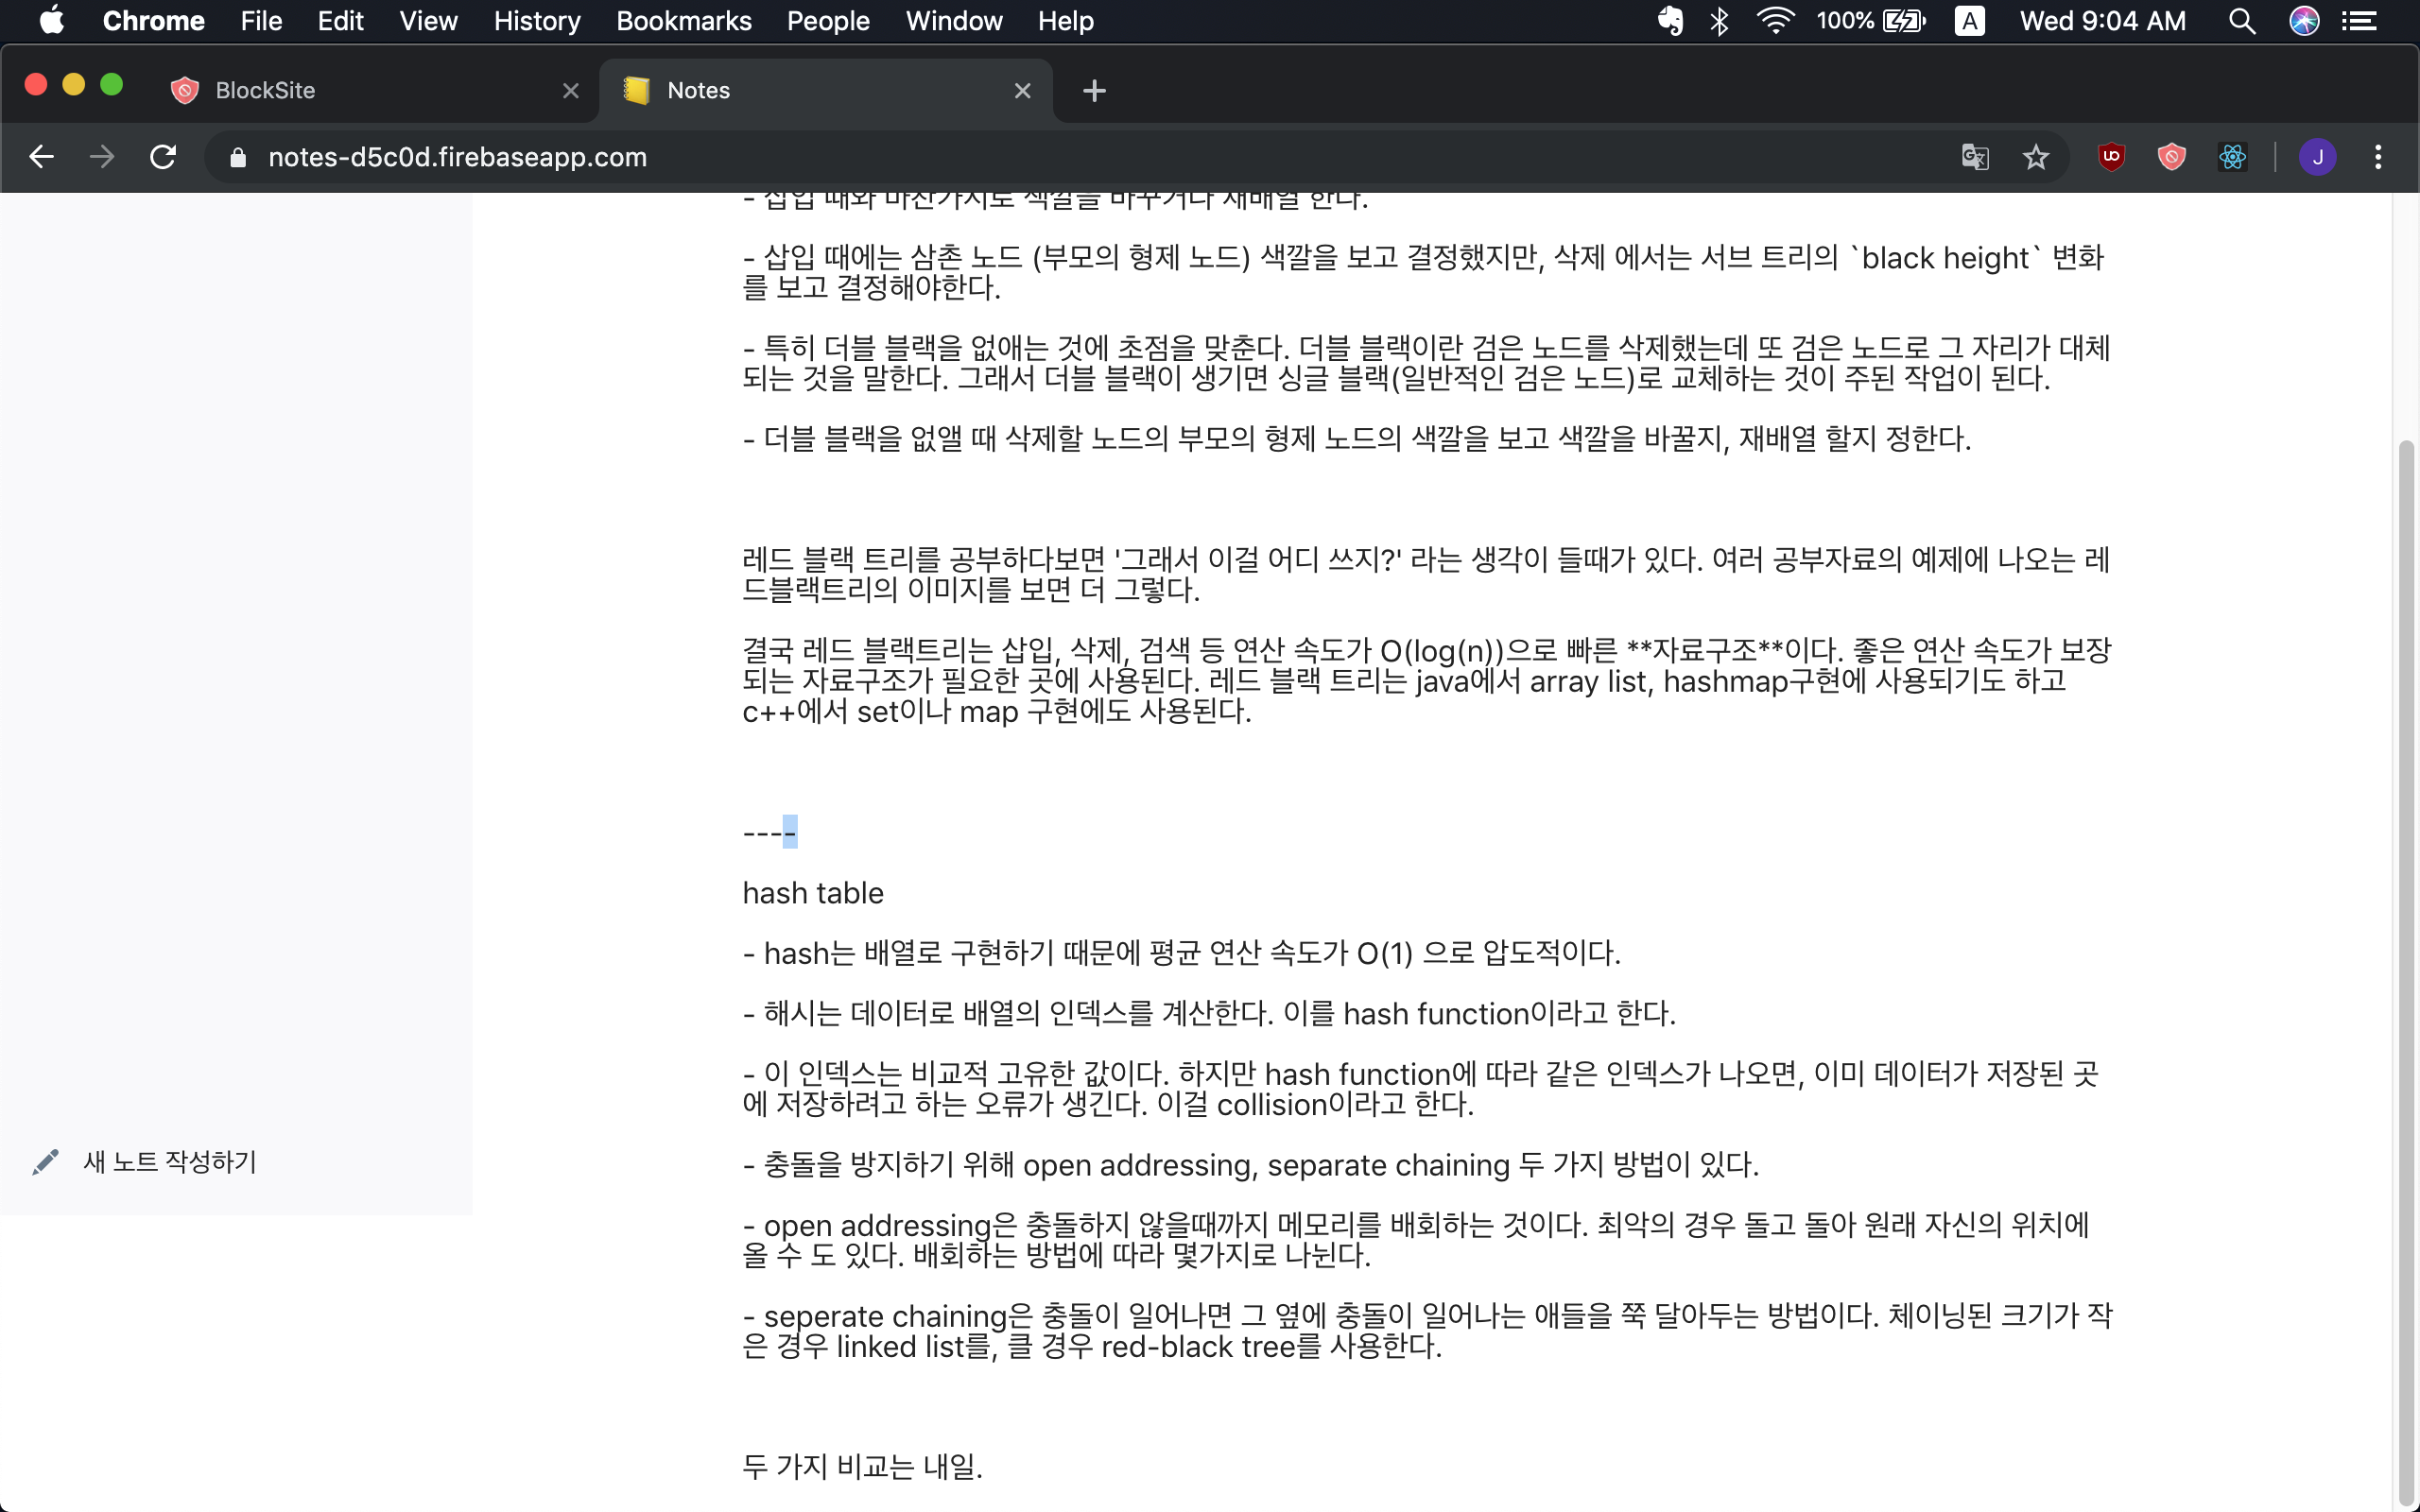 Chrome File Edit View History Bookmarks People Window Help 100% A Wed 9:04 AM
BlockSite Notes
notes-d5c0d.firebaseapp.com J
- 삽입 때와 마찬가지로 색깔을 바꾸거나 재배열 한다.
- 삽입 때에는 삼촌 노드 (부모의 형제 노드) 색깔을 보고 결정했지만, 삭제 에서는 서브 트리의 `black height` 변화
를 보고 결정해야한다.
- 특히 더블 블랙을 없애는 것에 초점을 맞춘다. 더블 블랙이란 검은 노드를 삭제했는데 또 검은 노드로 그 자리가 대체
되는 것을 말한다. 그래서 더블 블랙이 생기면 싱글 블랙(일반적인 검은 노드)로 교체하는 것이 주된 작업이 된다.
- 더블 블랙을 없앨 때 삭제할 노드의 부모의 형제 노드의 색깔을 보고 색깔을 바꿀지, 재배열 할지 정한다.
레드 블랙 트리를 공부하다보면 '그래서 이걸 어디 쓰지?' 라는 생각이 들때가 있다. 여러 공부자료의 예제에 나오는 레
드블랙트리의 이미지를 보면 더 그렇다.
결국 레드 블랙트리는 삽입, 삭제, 검색 등 연산 속도가 O(log(n))으로 빠른 **자료구조**이다. 좋은 연산 속도가 보장
되는 자료구조가 필요한 곳에 사용된다. 레드 블랙 트리는 java에서 array list, hashmap구현에 사용되기도 하고
c++에서 set이나 map 구현에도 사용된다.
----
hash table
- hash는 배열로 구현하기 때문에 평균 연산 속도가 O(1) 으로 압도적이다.
- 해시는 데이터로 배열의 인덱스를 계산한다. 이를 hash function이라고 한다.
- 이 인덱스는 비교적 고유한 값이다. 하지만 hash function에 따라 같은 인덱스가 나오면, 이미 데이터가 저장된 곳
에 저장하려고 하는 오류가 생긴다. 이걸 collision이라고 한다.
- 충돌을 방지하기 위해 open addressing, separate chaining 두 가지 방법이 있다.
새 노트 작성하기
- open addressing은 충돌하지 않을때까지 메모리를 배회하는 것이다. 최악의 경우 돌고 돌아 원래 자신의 위치에
올 수 도 있다. 배회하는 방법에 따라 몇가지로 나뉜다.
- seperate chaining은 충돌이 일어나면 그 옆에 충돌이 일어나는 애들을 쭉 달아두는 방법이다. 체이닝된 크기가 작
은 경우 linked list를, 클 경우 red-black tree를 사용한다.
두 가지 비교는 내일.